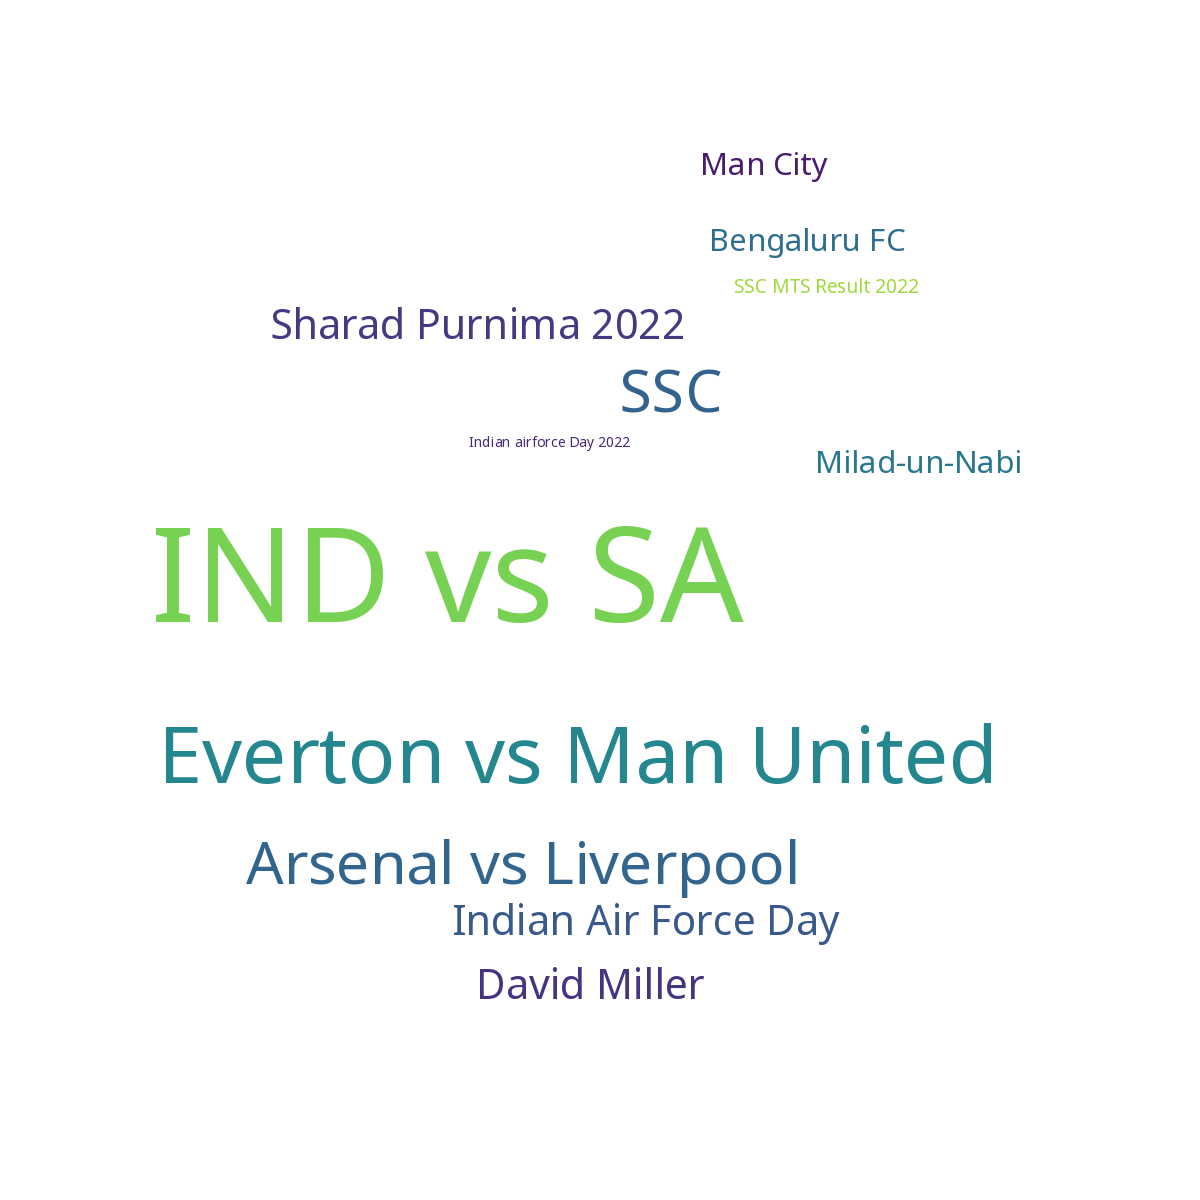 Man City
Bengaluru FC
SSC MTS Result 2022
Sharad Purnima 2022
SSC
Indian airforce Day 2022
Milad-un-Nabi
IND vs SA
Everton vs Man United
Arsenal vs Liverpool
Indian Air Force Day
David Miller